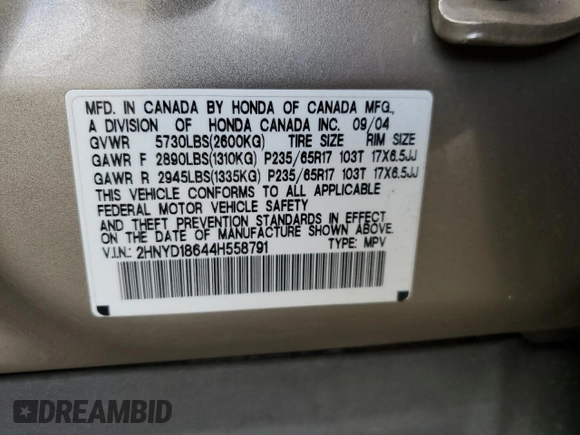 MFD. IN CANADA BY HONDA OF CANADA MFG.,
A DIVISION OF HONDA CANADA INC. 09/04
GVWR 5730LBS(2600KG) TIRE SIZE RIM SIZE
GAWR F 2890LBS(1310KG) P235/65R17 103T 17X6.5JJ
GAWR R 2945LBS(1335KG) P235/65R17 103T 17X6.5JJ
THIS VEHICLE CONFORMS TO ALL APPLICABLE
FEDERAL MOTOR VEHICLE SAFETY
AND THEFT PREVENTION STANDARDS IN EFFECT
ON THE DATE OF MANUFACTURE SHOWN ABOVE.
V.I.N.: 2HNYD18644H558791 TYPE: MPV
DREAMBID